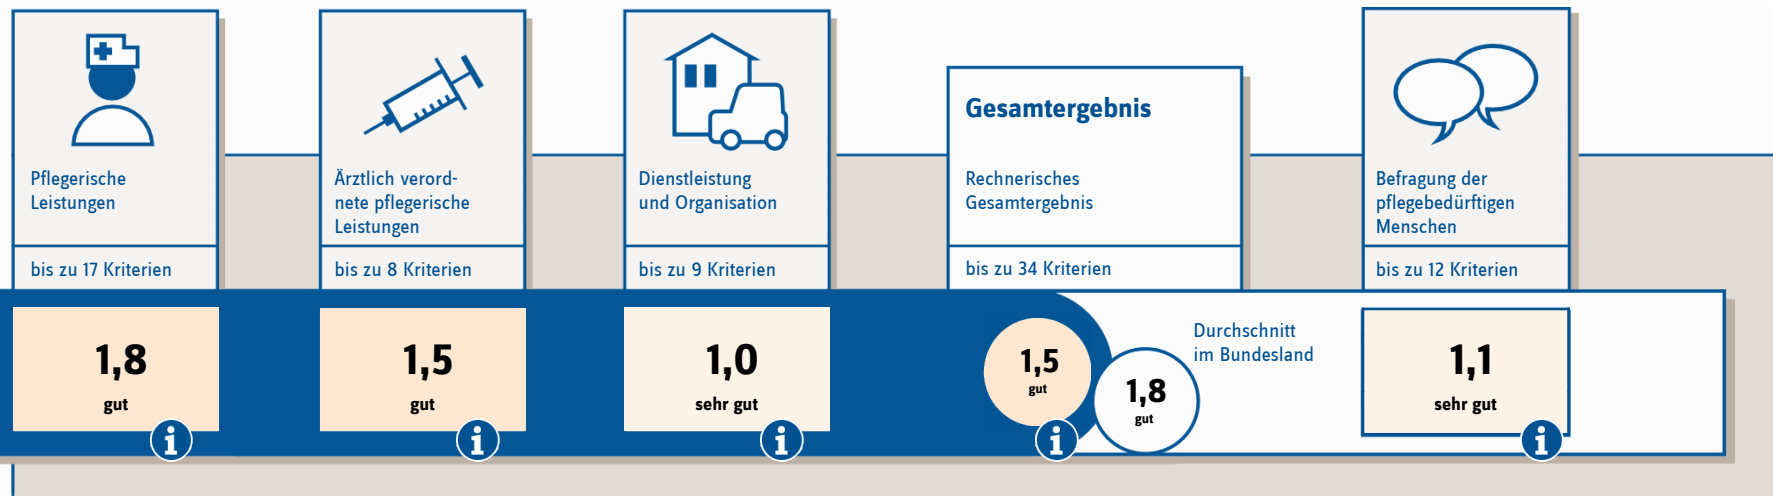 Pflegerische
Leistungen
bis zu 17 Kriterien
1,8
gut
Ärztlich verord-
nete pflegerische
Leistungen
bis zu 8 Kriterien
1,5
gut
Dienstleistung
und Organisation
bis zu 9 Kriterien
1,0
sehr gut
Gesamtergebnis
Rechnerisches
Gesamtergebnis
bis zu 34 Kriterien
1,5
gut
Durchschnitt
im Bundesland
1,8
gut
Befragung der
pflegebedürftigen
Menschen
bis zu 12 Kriterien
1,1
sehr gut